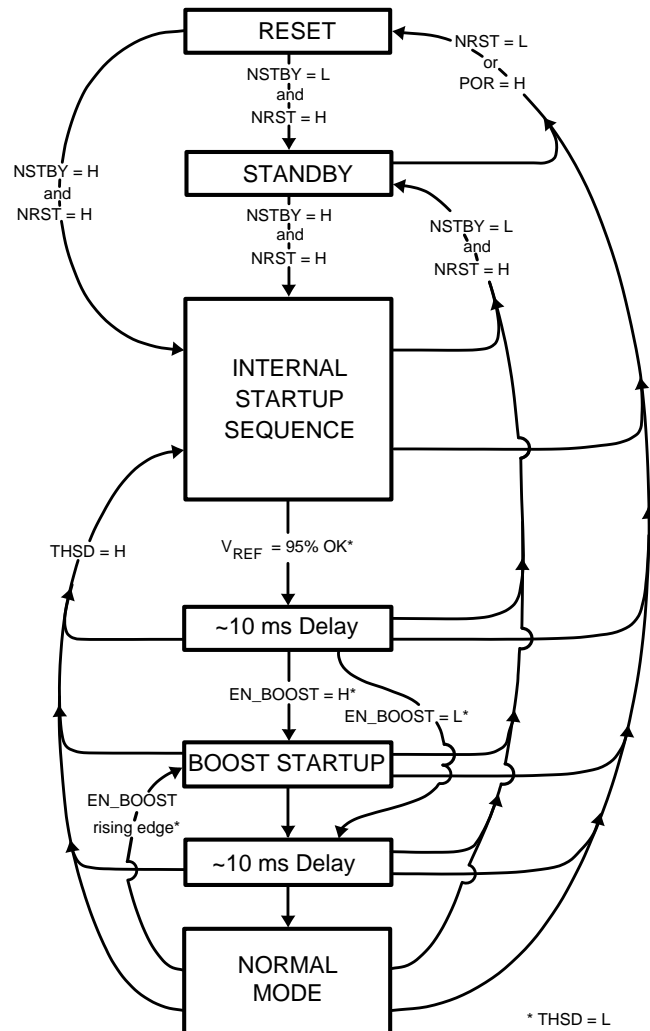 RESET
NRST = L
or
POR = H
NSTBY = L
and
NRST = H
NSTBY = H
and
NRST = H
STANDBY
NSTBY = H
and
NRST = H
NSTBY = L
and
NRST = H
INTERNAL
STARTUP
SEQUENCE
THSD = H
VREF = 95% OK*
~10 ms Delay
EN_BOOST = H*
EN_BOOST = L*
BOOST STARTUP
EN_BOOST
rising edge*
~10 ms Delay
NORMAL
MODE
* THSD = L